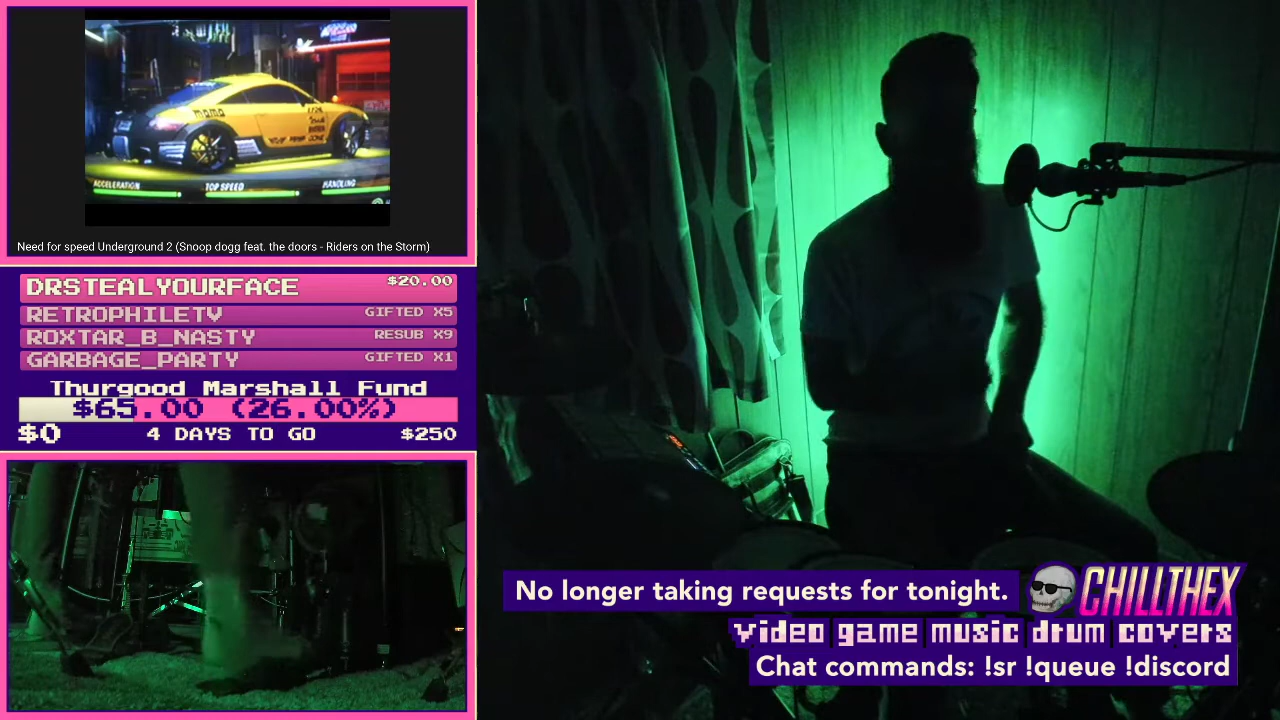 momo
ACCELERATION
TOP SPEED
HANDLING
Need for speed Underground 2 (Snoop dogg feat. the doors - Riders on the Storm)
DRSTEALYOURFACE $20.00
RETROPHILETV GIFTED X5
ROXTAR_B_NASTY RESUB X9
GARBAGE_PARTY GIFTED X1
Thurgood Marshall Fund
$65.00 (26.00%)
$0 4 DAYS TO GO $250
No longer taking requests for tonight.
CHILLTHEX
video game music drum covers
Chat commands: !sr !queue !discord